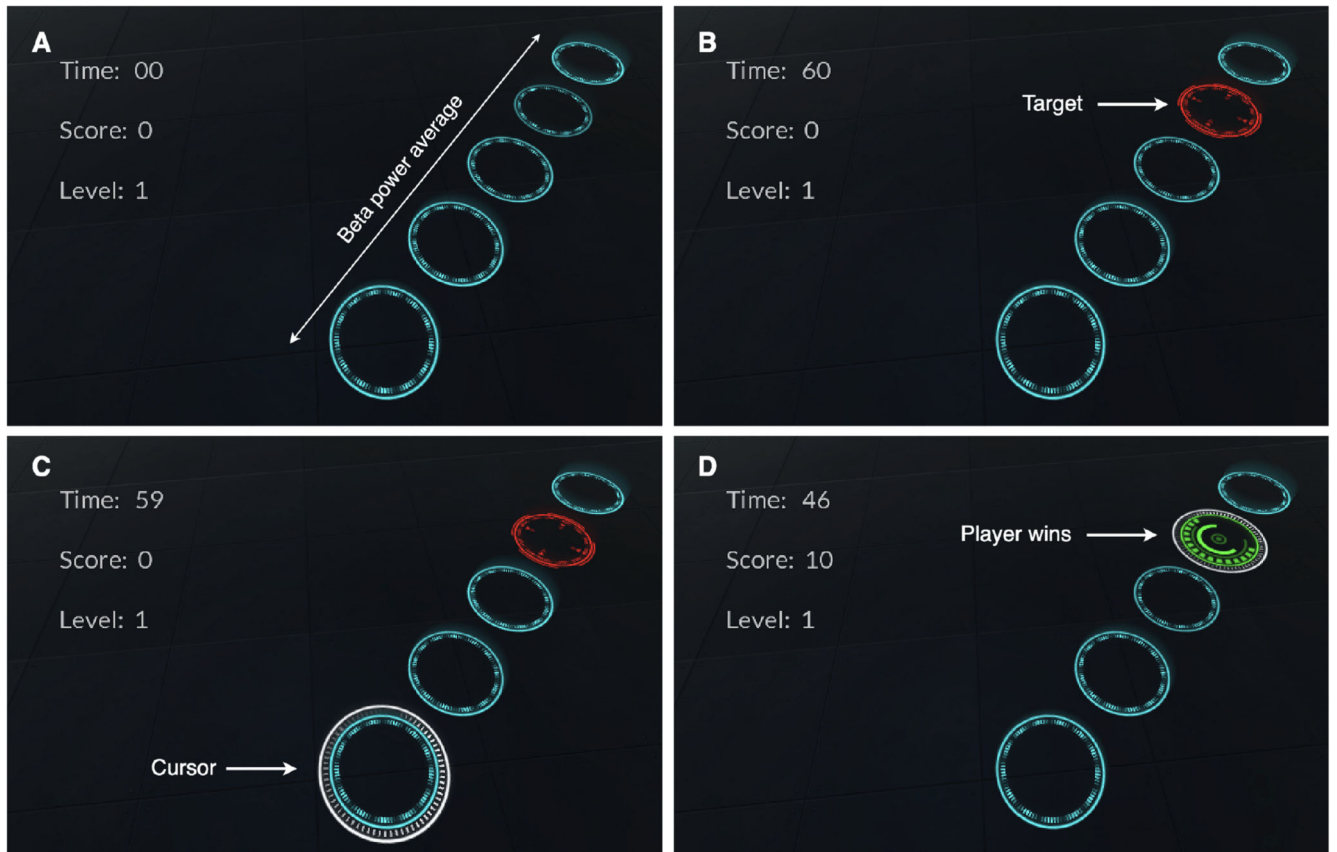 A
Time: 00
Score: 0
Level: 1
Beta power average
B
Time: 60
Score: 0
Level: 1
Target
C
Time: 59
Score: 0
Level: 1
Cursor
D
Time: 46
Score: 10
Level: 1
Player wins